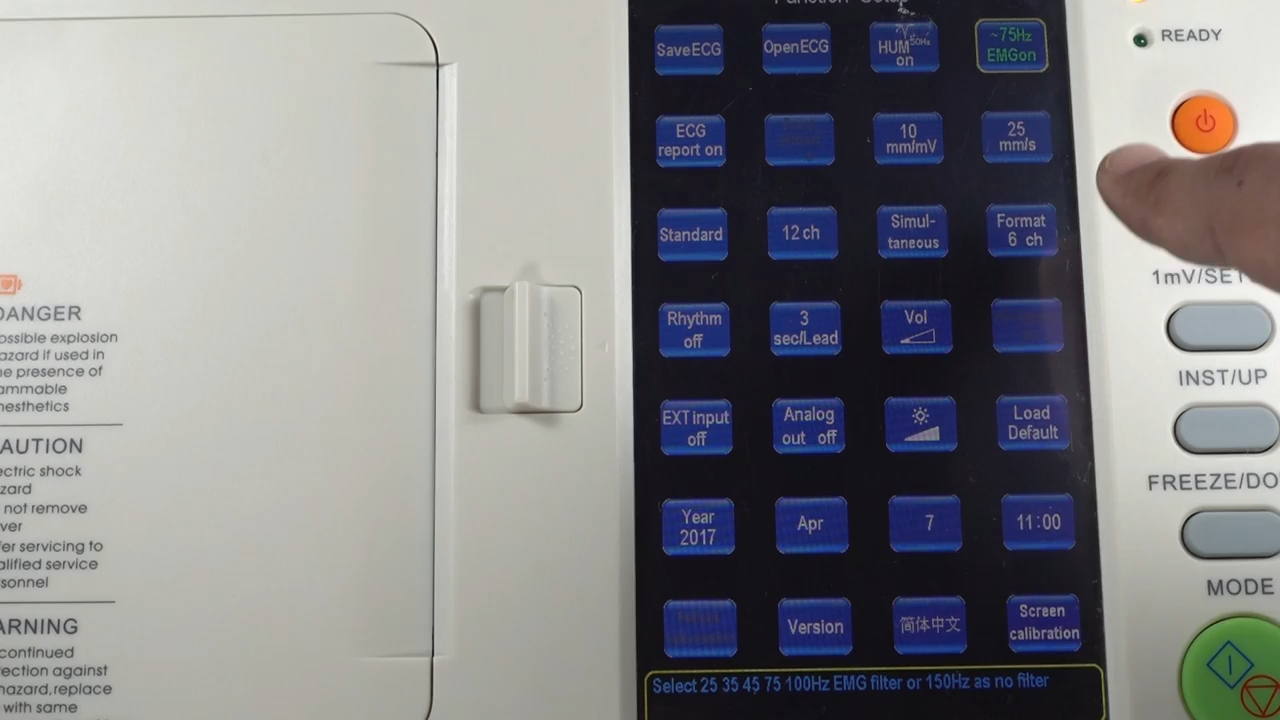 Function Setup
SaveECG
OpenECG
HUM 50Hz
on
~75Hz
EMGon
READY
ECG
report on
10
mm/mV
25
mm/s
Standard
12 ch
Simul-
taneous
Format
6 ch
1mV/SET
Rhythm
off
3
sec/Lead
Vol
INST/UP
EXT input
off
Analog
out off
Load
Default
FREEZE/DO
Year
2017
Apr
7
11:00
MODE
Version
简体中文
Screen
calibration
Select 25 35 45 75 100Hz EMG filter or 150Hz as no filter
DANGER
ossible explosion
azard if used in
e presence of
ammable
nesthetics
AUTION
ectric shock
zard
not remove
ver
fer servicing to
alified service
sonnel
ARNING
continued
tection against
hazard, replace
with same